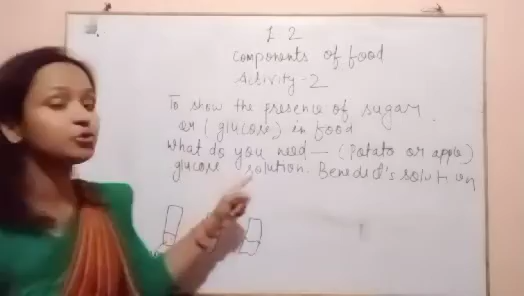 L 2
Components of food
Activity - 2
To show the presence of sugar
or (glucose) in food
What do you need — (Potato or apple)
glucose solution. Benedict's solution